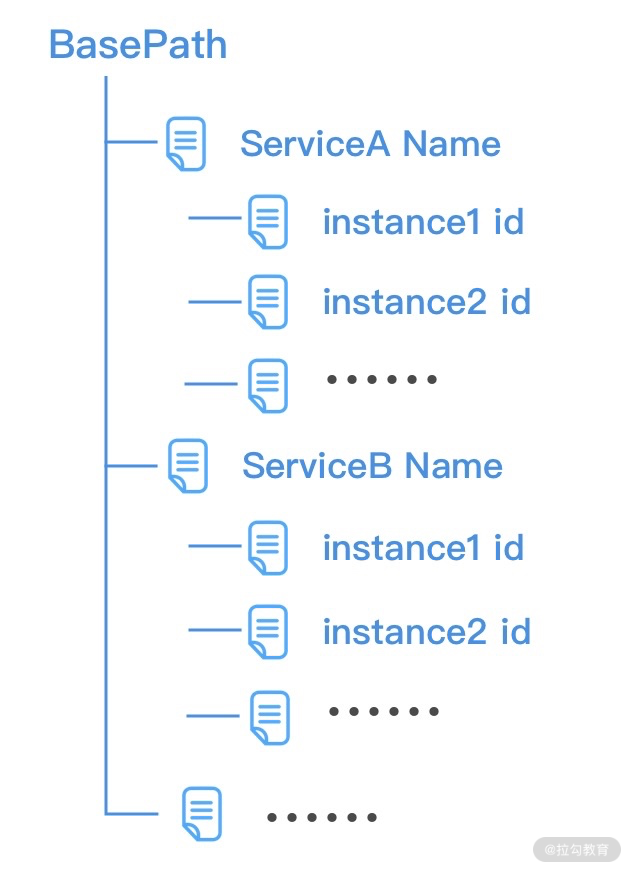 BasePath
ServiceA Name
instance1 id
instance2 id
······
ServiceB Name
instance1 id
instance2 id
······
······
@拉勾教育